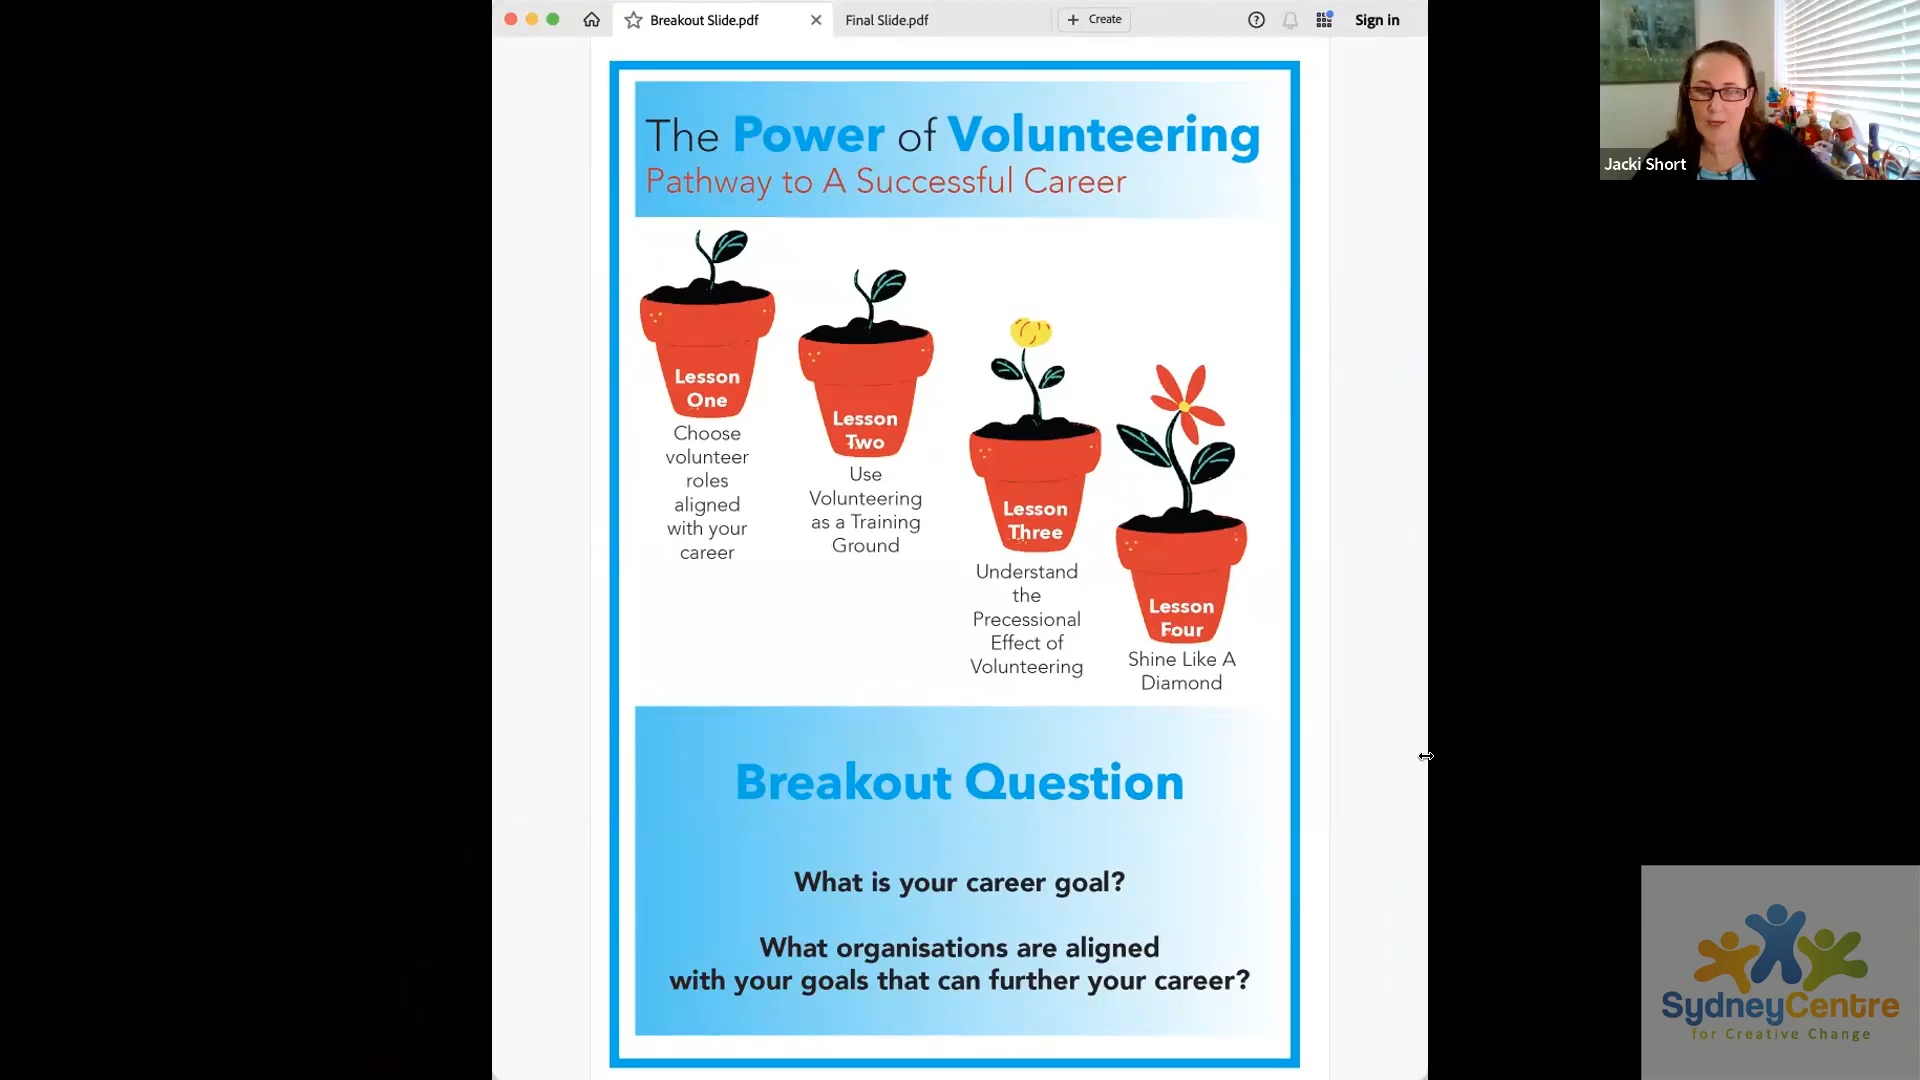 Breakout Slide.pdf
Final Slide.pdf
Create
Sign in
Jacki Short
The Power of Volunteering
Pathway to A Successful Career
Lesson
One
Choose
volunteer
roles
aligned
with your
career
Lesson
Two
Use
Volunteering
as a Training
Ground
Lesson
Three
Understand
the
Precessional
Effect of
Volunteering
Lesson
Four
Shine Like A
Diamond
Breakout Question
What is your career goal?
What organisations are aligned
with your goals that can further your career?
SydneyCentre
for Creative Change